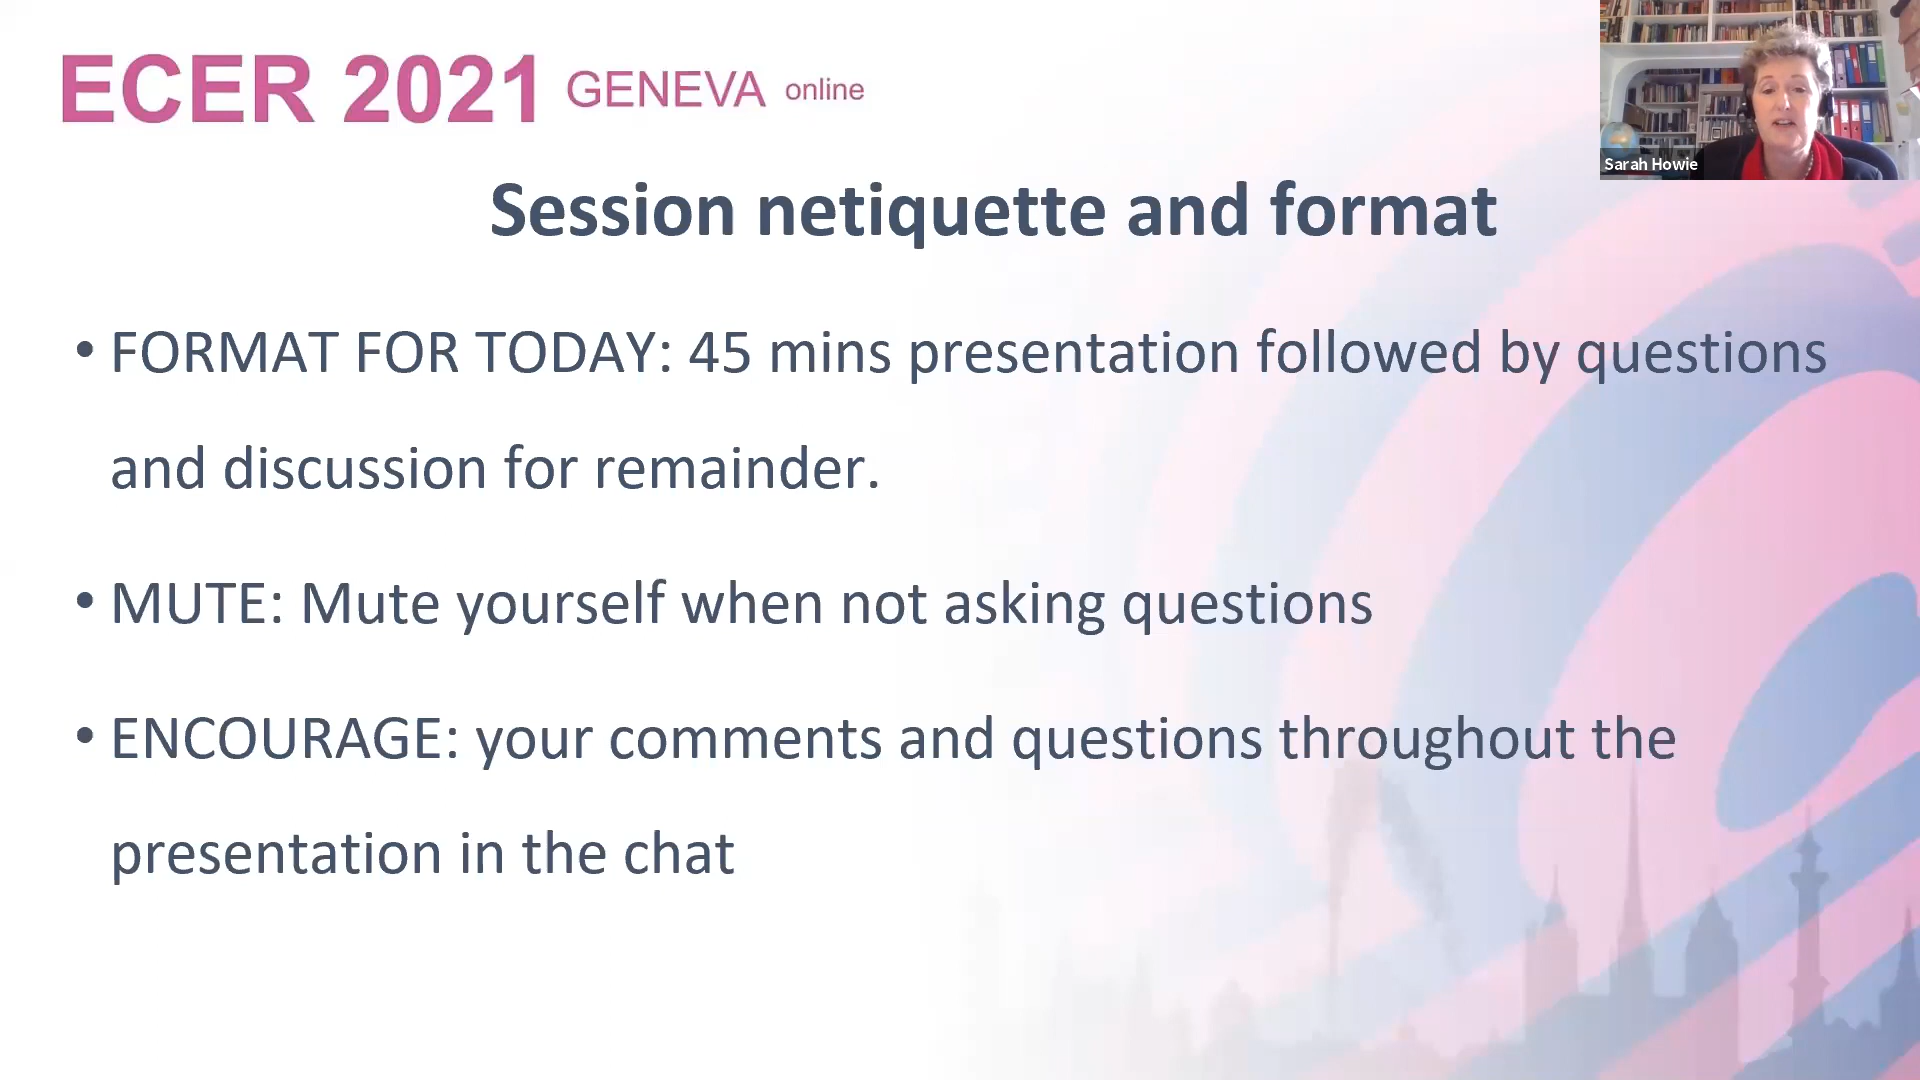 ECER 2021 GENEVA online
Sarah Howie
Session netiquette and format
• FORMAT FOR TODAY: 45 mins presentation followed by questions
and discussion for remainder.
• MUTE: Mute yourself when not asking questions
• ENCOURAGE: your comments and questions throughout the
presentation in the chat